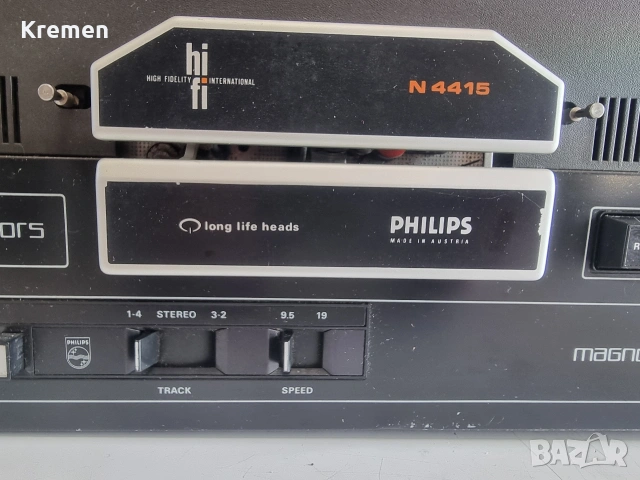 Kremen
hi
HIGH FIDELITY INTERNATIONAL
fi
N 4415
ors
long life heads
PHILIPS
MADE IN AUSTRIA
R
1-4 STEREO 3-2 9.5 19
PHILIPS
TRACK SPEED
magno
BAZAR